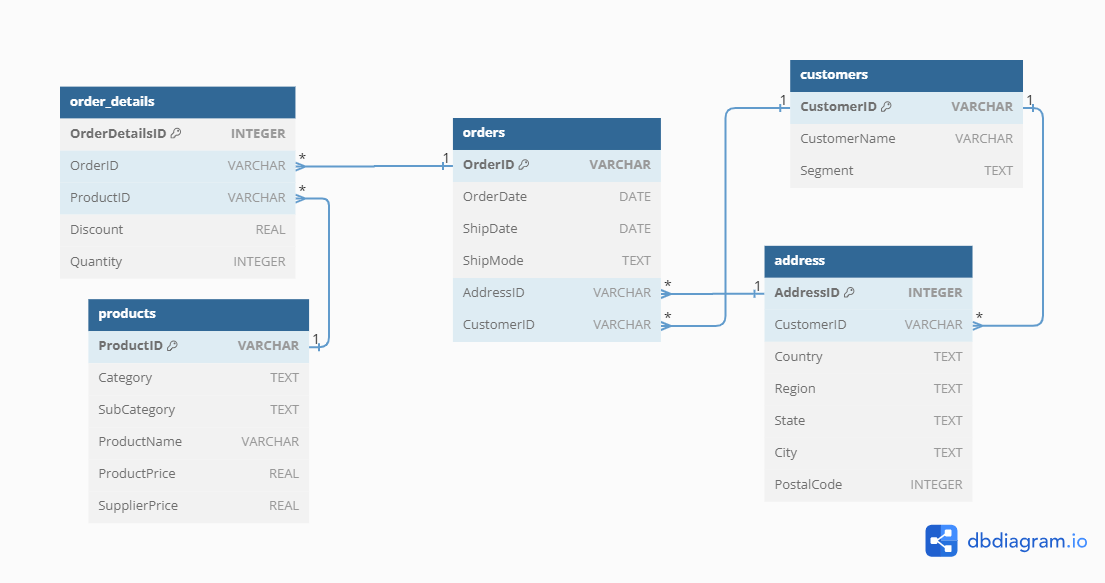 order_details
OrderDetailsID INTEGER
OrderID VARCHAR
ProductID VARCHAR
Discount REAL
Quantity INTEGER
* 1
*
products
ProductID VARCHAR
Category TEXT
SubCategory TEXT
ProductName VARCHAR
ProductPrice REAL
SupplierPrice REAL
1
orders
OrderID VARCHAR
OrderDate DATE
ShipDate DATE
ShipMode TEXT
AddressID VARCHAR
CustomerID VARCHAR
* 1
*
customers
1 CustomerID VARCHAR 1
CustomerName VARCHAR
Segment TEXT
address
AddressID INTEGER
CustomerID VARCHAR *
Country TEXT
Region TEXT
State TEXT
City TEXT
PostalCode INTEGER
dbdiagram.io